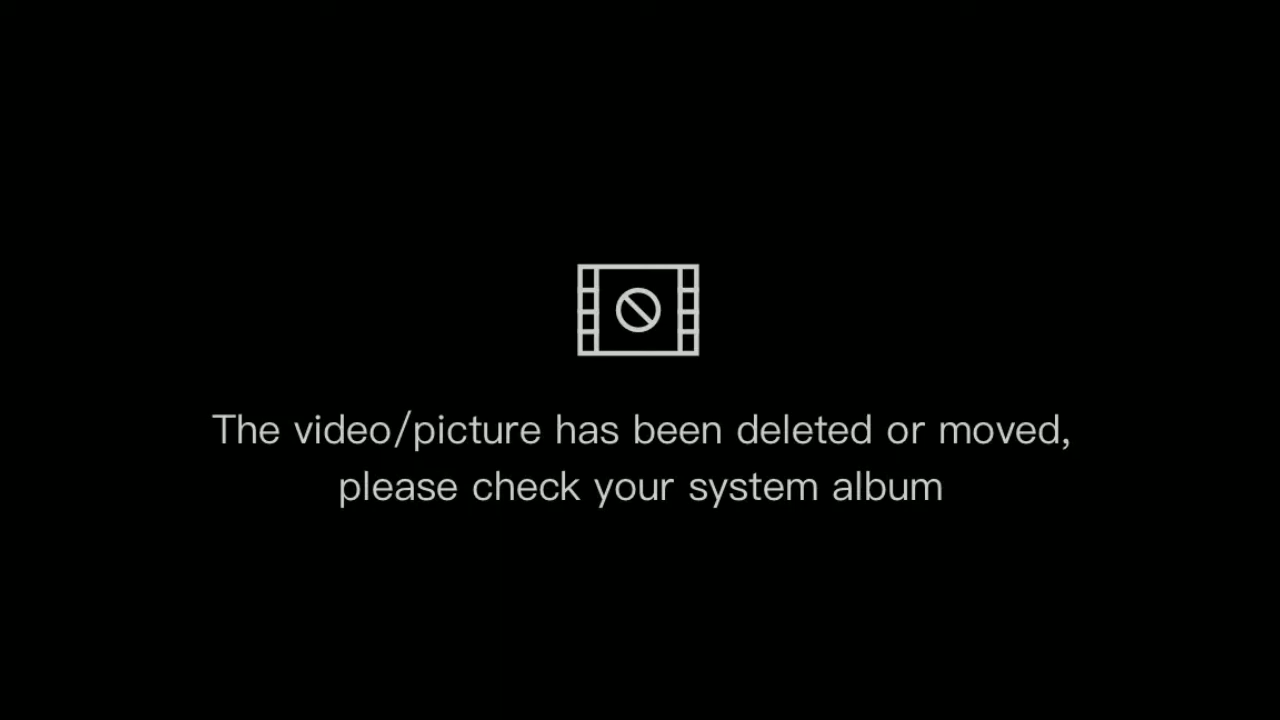 The video/picture has been deleted or moved,
please check your system album